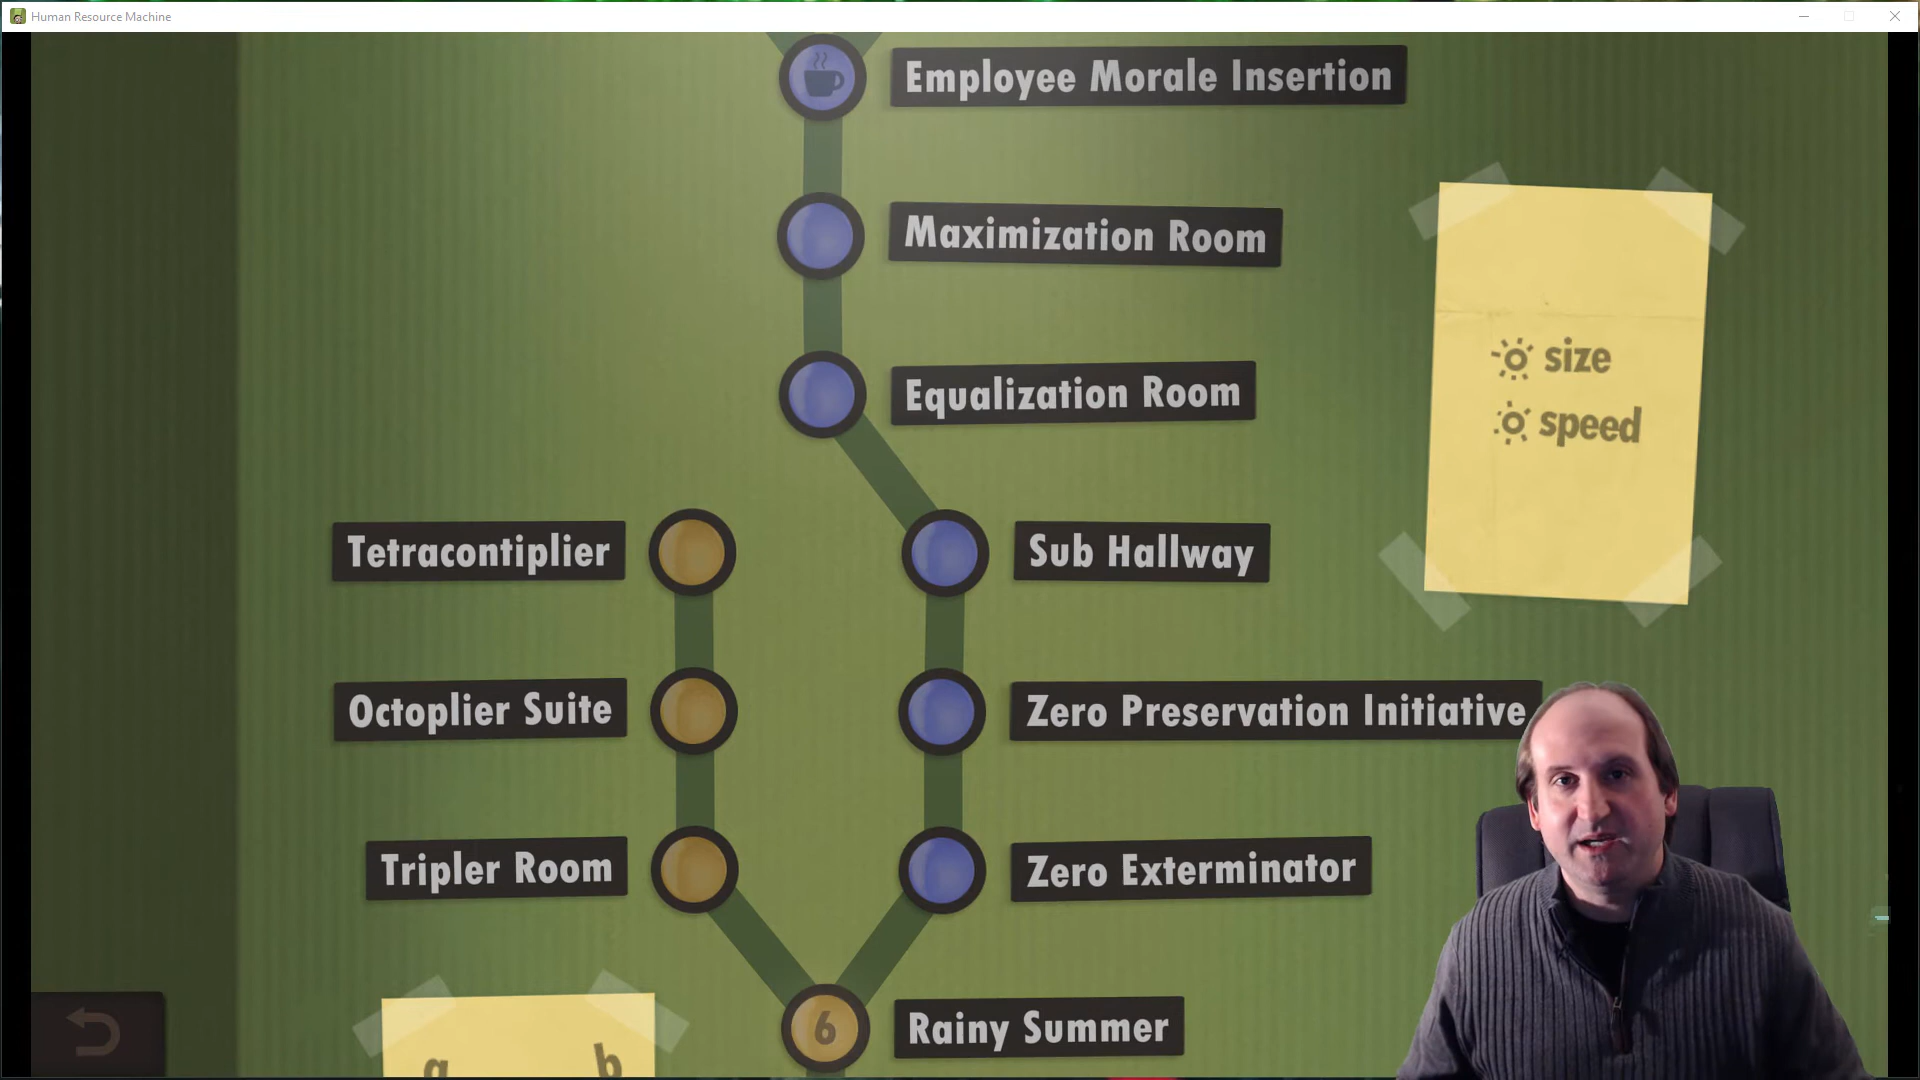 Human Resource Machine
Employee Morale Insertion
Maximization Room
size
speed
Equalization Room
Tetracontiplier
Sub Hallway
Octoplier Suite
Zero Preservation Initiative
Tripler Room
Zero Exterminator
6
Rainy Summer
a b